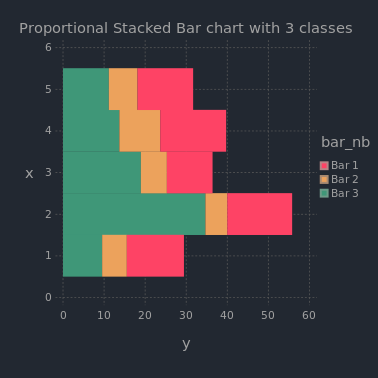 Proportional Stacked Bar chart with 3 classes
6
5
4
3
2
1
0
x
0 10 20 30 40 50 60
y
bar_nb
Bar 1
Bar 2
Bar 3